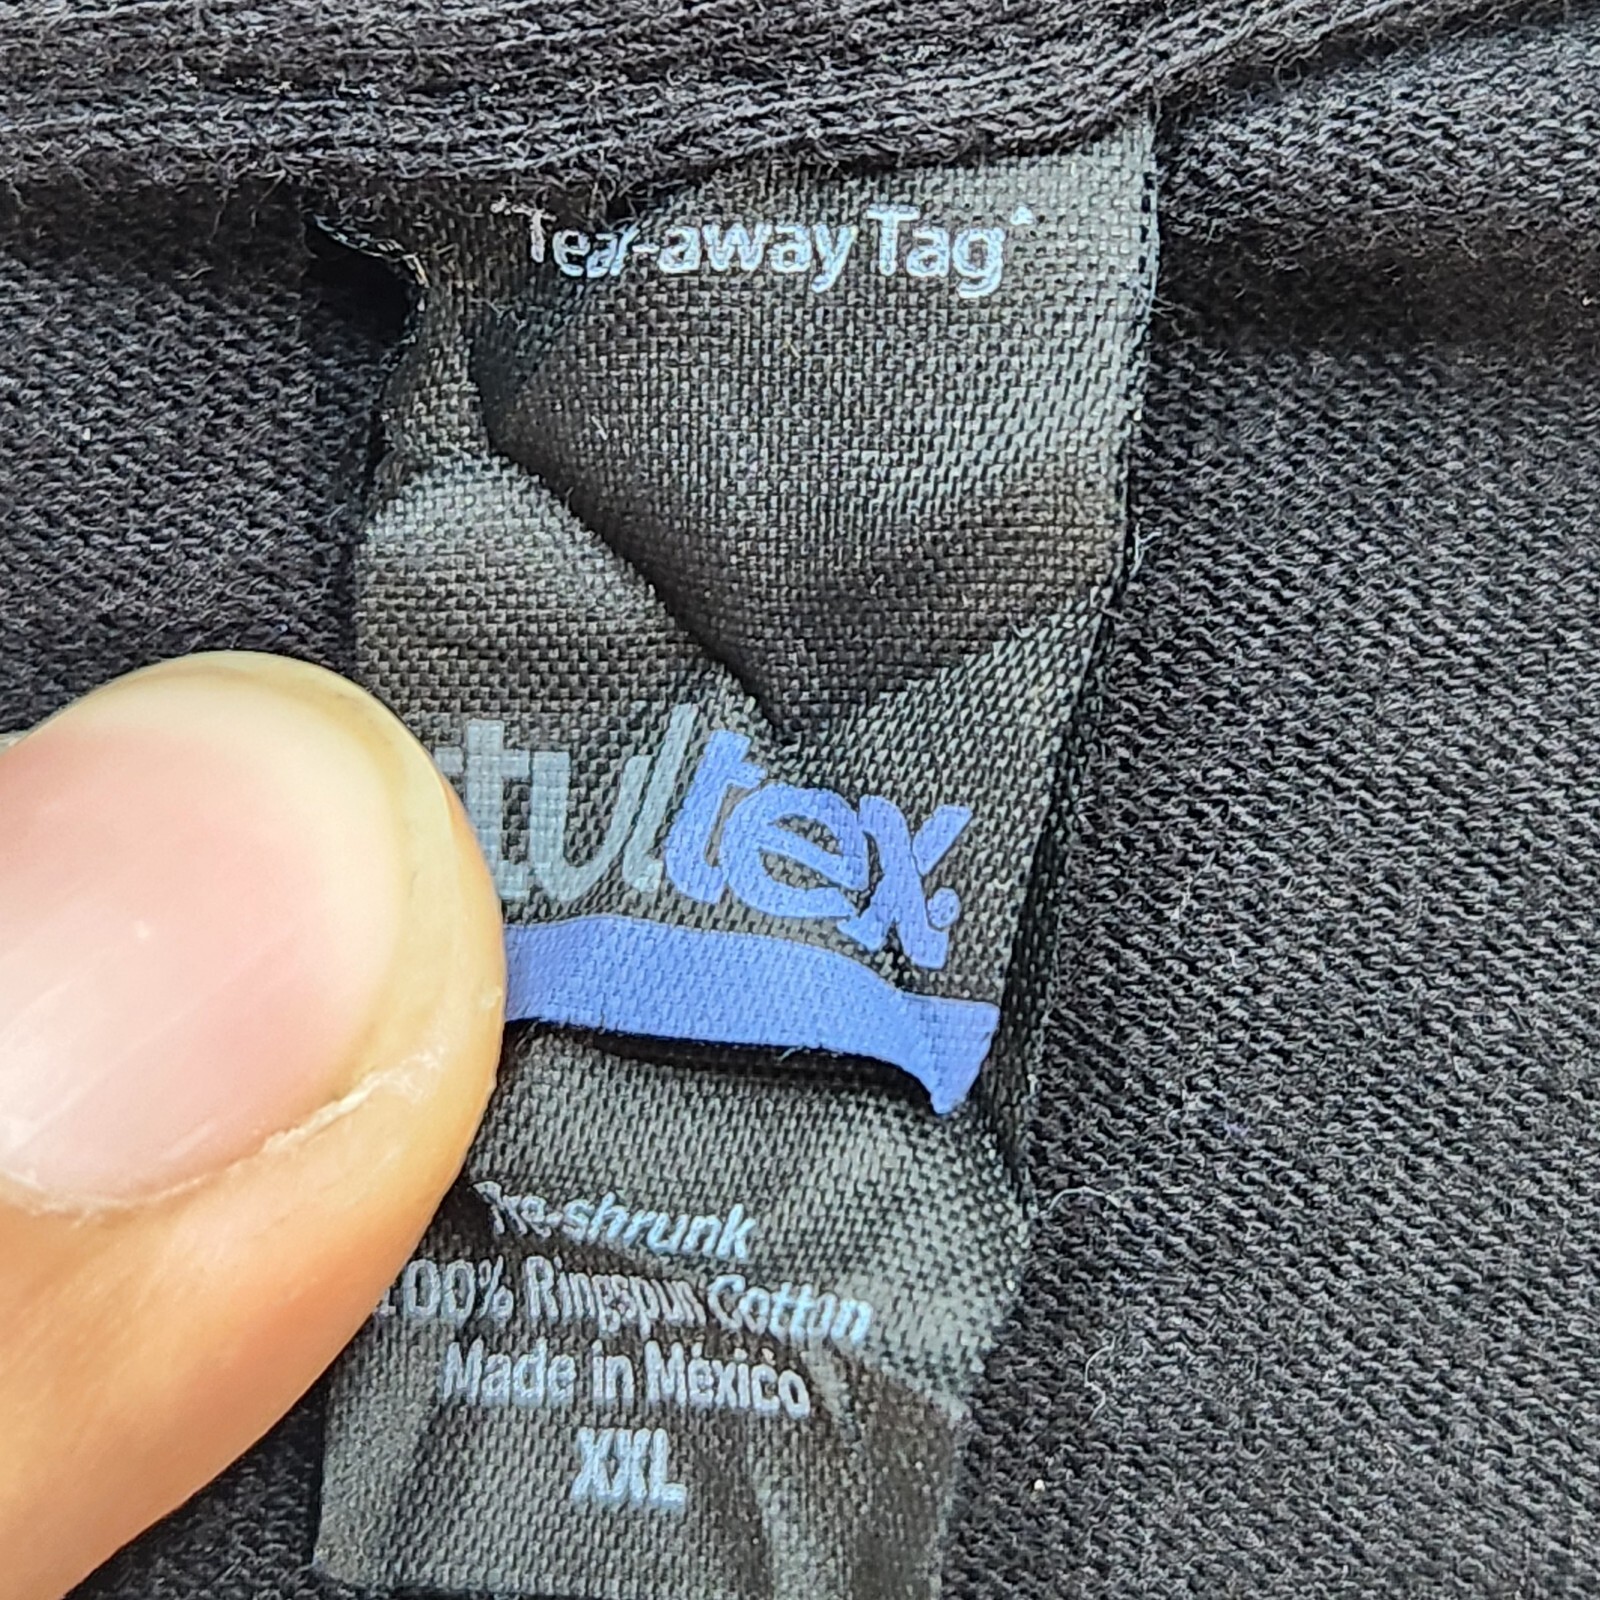 Tear-away Tag
tultex
Pre-shrunk
100% Ringspun Cotton
Made in México
XXL